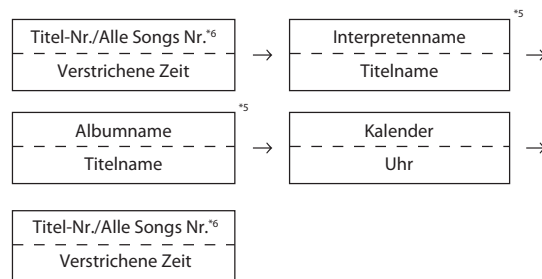 Titel-Nr./Alle Songs Nr.*6
Verstrichene Zeit
Interpretenname
Titelname
*5
Albumname
Titelname
*5
Kalender
Uhr
Titel-Nr./Alle Songs Nr.*6
Verstrichene Zeit